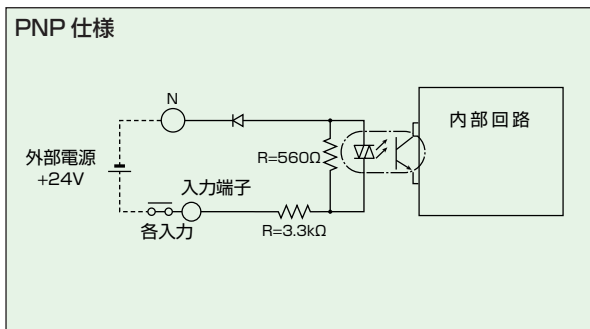 PNP 仕様
N
内部回路
外部電源
+24V
R=560Ω
入力端子
各入力
R=3.3kΩ